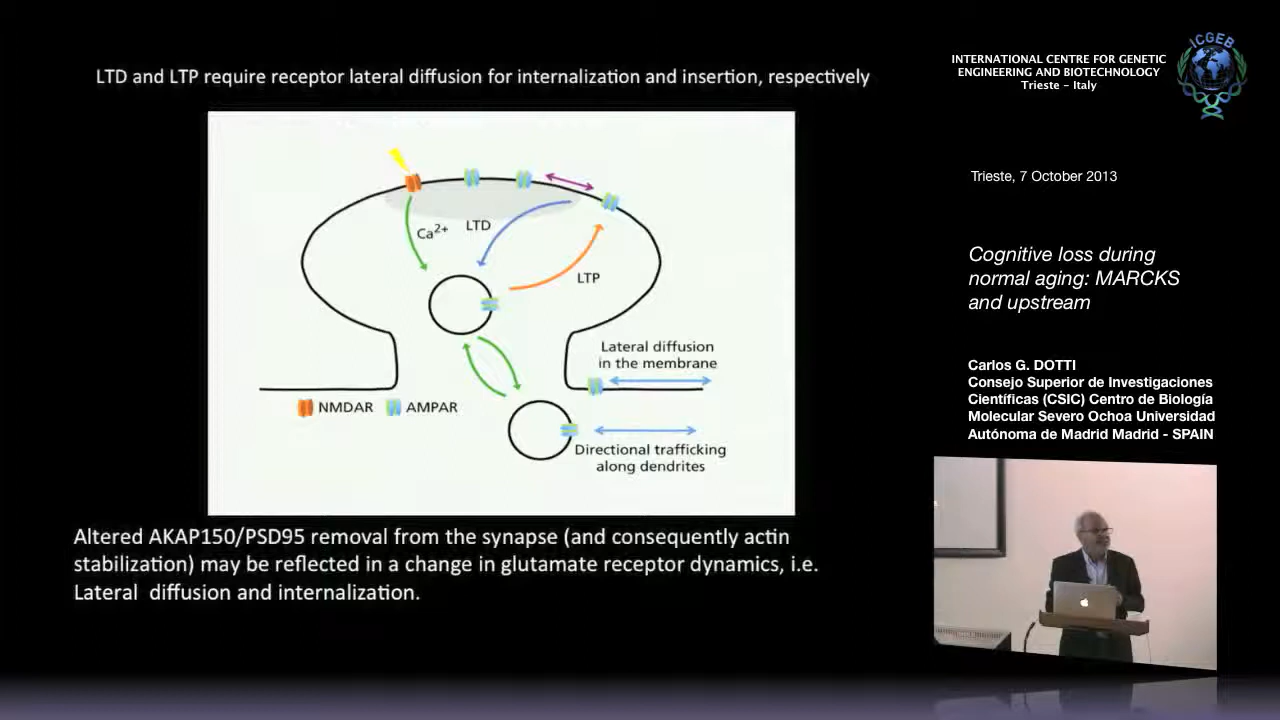 LTD and LTP require receptor lateral diffusion for internalization and insertion, respectively
Ca2+
LTD
LTP
Lateral diffusion
in the membrane
NMDAR
AMPAR
Directional trafficking
along dendrites
Altered AKAP150/PSD95 removal from the synapse (and consequently actin
stabilization) may be reflected in a change in glutamate receptor dynamics, i.e.
Lateral diffusion and internalization.
INTERNATIONAL CENTRE FOR GENETIC
ENGINEERING AND BIOTECHNOLOGY
Trieste - Italy
ICGEB
Trieste, 7 October 2013
Cognitive loss during
normal aging: MARCKS
and upstream
Carlos G. DOTTI
Consejo Superior de Investigaciones
Científicas (CSIC) Centro de Biología
Molecular Severo Ochoa Universidad
Autónoma de Madrid Madrid - SPAIN